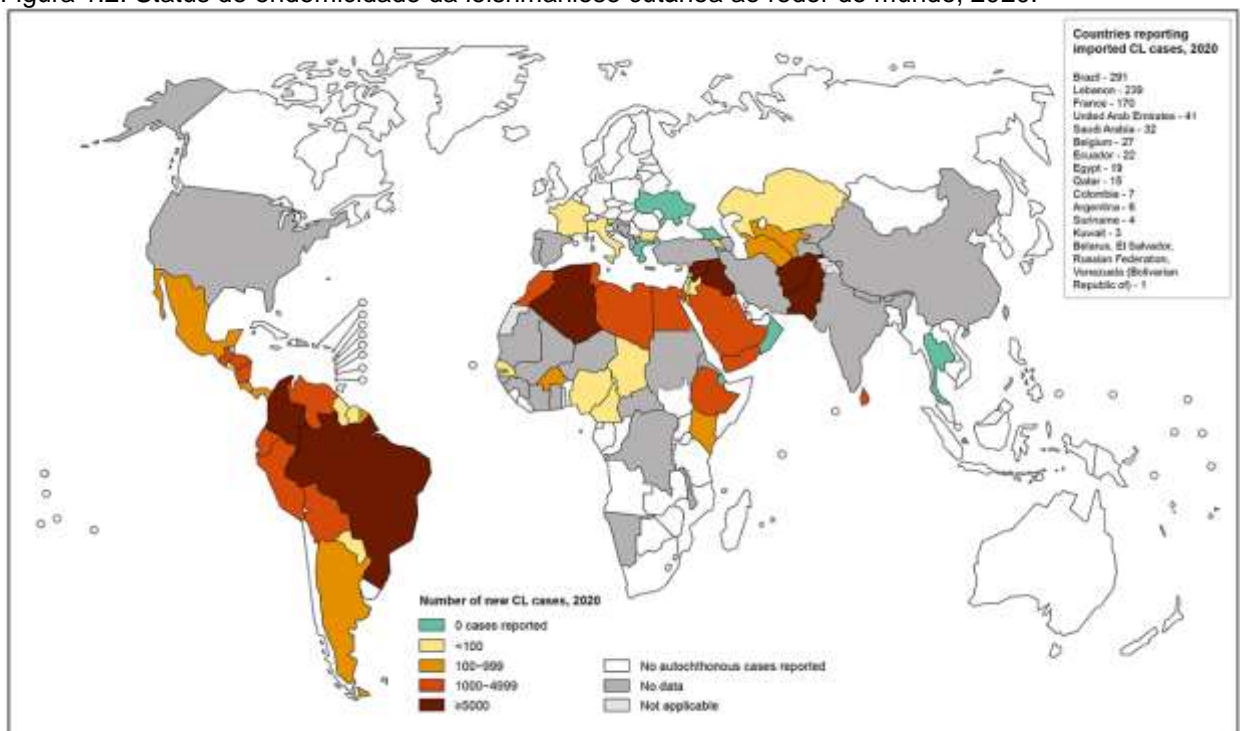 Figura 1.2. Status de endemicidade da leishmaniose cutânea ao redor do mundo, 2020.
Countries reporting
imported CL cases, 2020
Brazil - 291
Lebanon - 239
France - 170
United Arab Emirates - 41
Saudi Arabia - 32
Belgium - 27
Ecuador - 22
Egypt - 19
Qatar - 15
Colombia - 7
Argentina - 6
Suriname - 4
Kuwait - 3
Belarus, El Salvador,
Russian Federation,
Venezuela (Bolivarian
Republic of) - 1
Number of new CL cases, 2020
0 cases reported
<100
100–999
1000–4999
≥5000
No autochthonous cases reported
No data
Not applicable